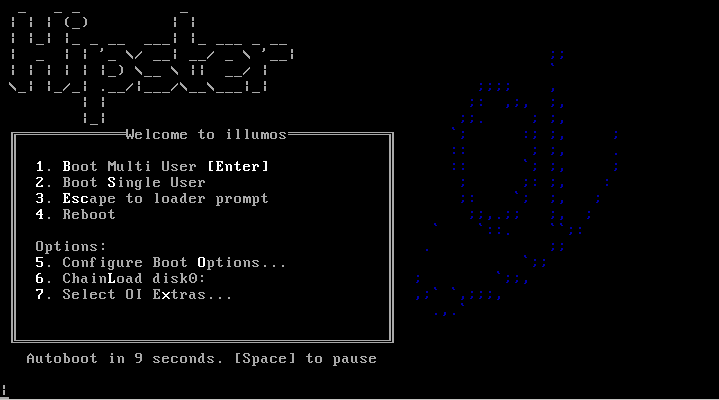 Hipster
Welcome to illumos
1. Boot Multi User [Enter]
2. Boot Single User
3. Escape to loader prompt
4. Reboot
Options:
5. Configure Boot Options...
6. ChainLoad disk0:
7. Select OI Extras...
Autoboot in 9 seconds. [Space] to pause